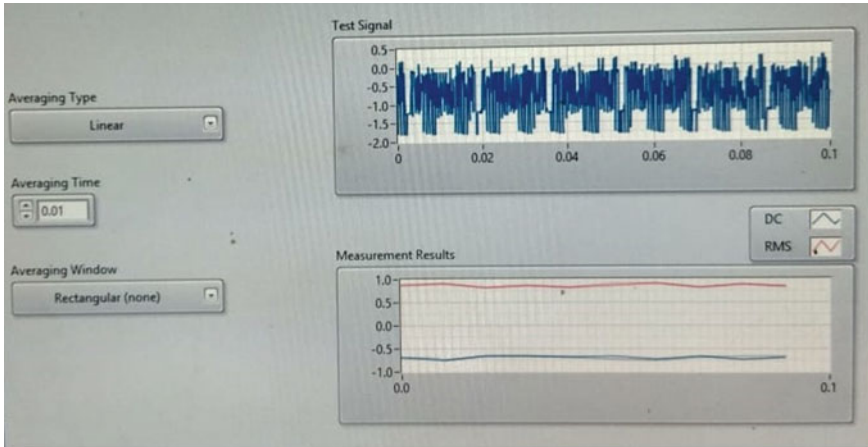 Test Signal
0.5
0.0
-0.5
-1.0
-1.5
-2.0
0 0.02 0.04 0.06 0.08 0.1
Averaging Type
Linear
Averaging Time
0.01
Averaging Window
Rectangular (none)
DC
RMS
Measurement Results
1.0
0.5
0.0
-0.5
-1.0
0.0 0.1